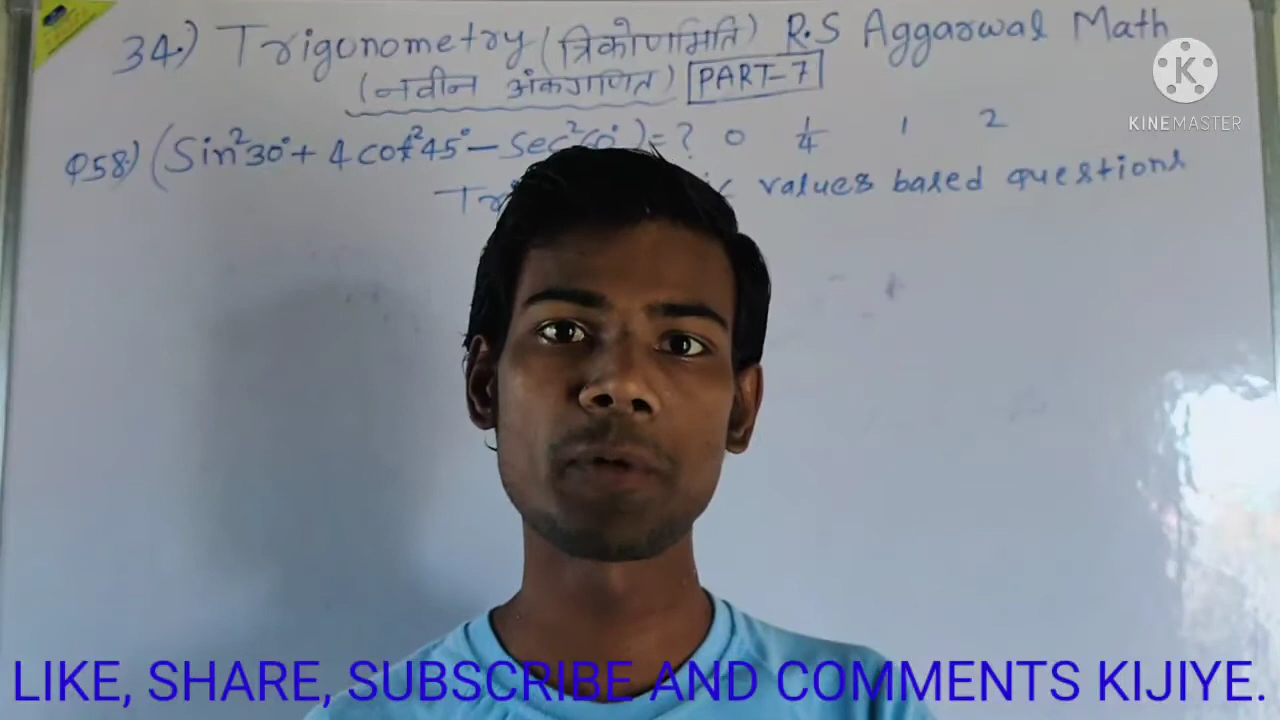 34.) Trigonometry (त्रिकोणमिति) R.S Aggarwal Math
(नवीन अंकगणित) PART-7
Q58.) (Sin²30° + 4 cot²45° - Sec²60°) = ? 0 1/4 1 2
values based questions
K
KINEMASTER
LIKE, SHARE, SUBSCRIBE AND COMMENTS KIJIYE.